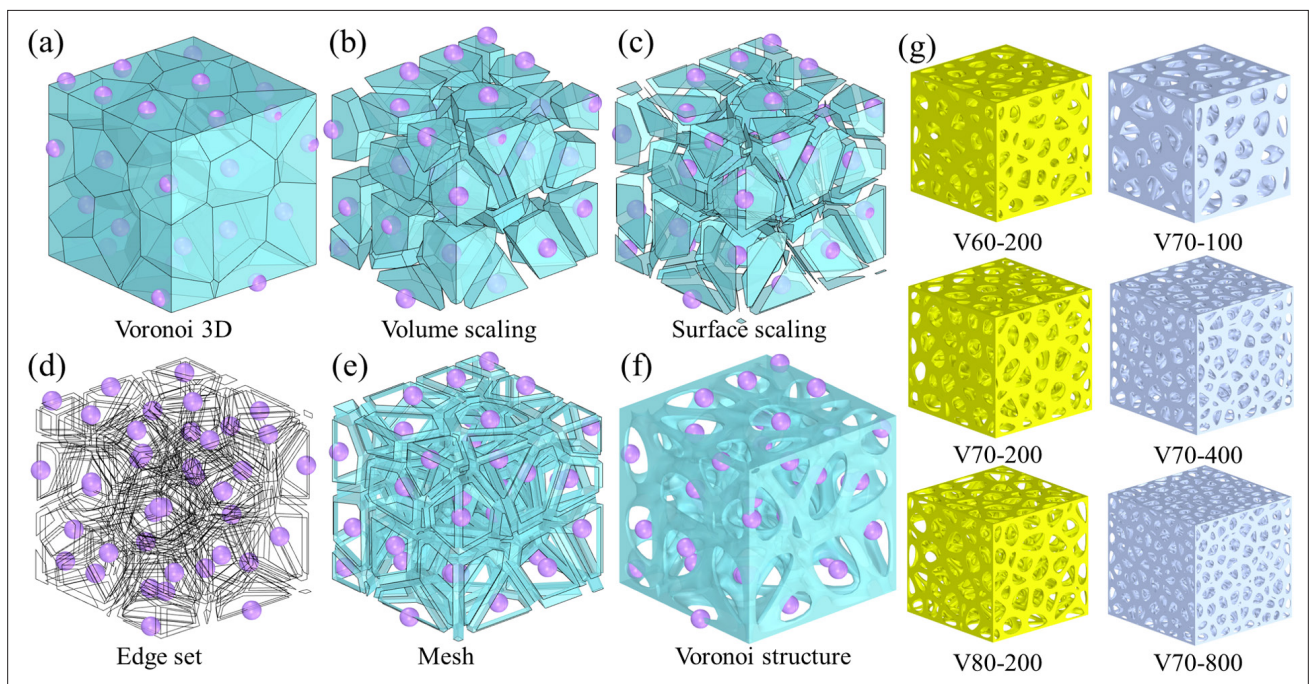 (a)
(b)
(c)
(g)
Voronoi 3D
Volume scaling
Surface scaling
V60-200
V70-100
(d)
(e)
(f)
V70-200
V70-400
Edge set
Mesh
Voronoi structure
V80-200
V70-800